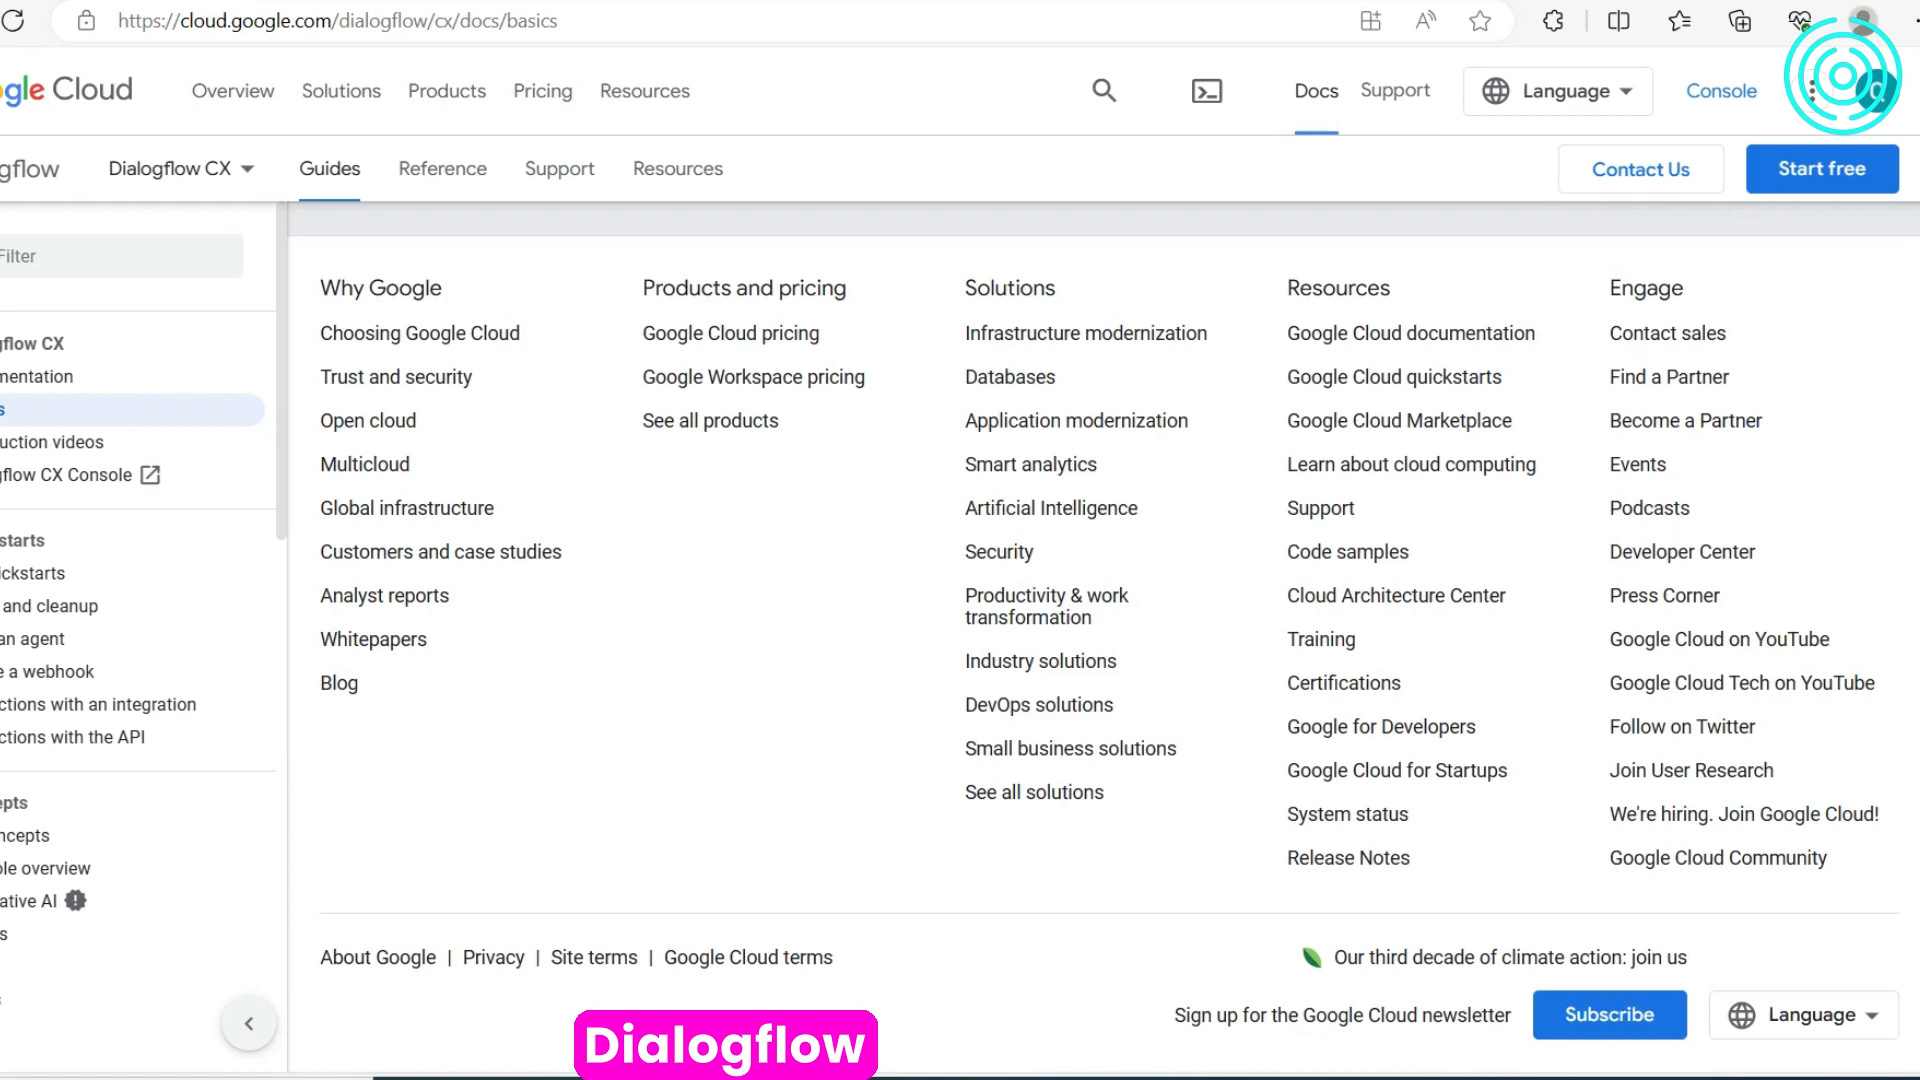 https://cloud.google.com/dialogflow/cx/docs/basics
gle Cloud
Overview
Solutions
Products
Pricing
Resources
Docs
Support
Language
Console
gflow
Dialogflow CX
Guides
Reference
Support
Resources
Contact Us
Start free
Filter
gflow CX
mentation
s
uction videos
gflow CX Console
starts
ickstarts
and cleanup
an agent
e a webhook
ctions with an integration
ctions with the API
epts
ncepts
ole overview
ative AI
s
Why Google
Choosing Google Cloud
Trust and security
Open cloud
Multicloud
Global infrastructure
Customers and case studies
Analyst reports
Whitepapers
Blog
Products and pricing
Google Cloud pricing
Google Workspace pricing
See all products
Solutions
Infrastructure modernization
Databases
Application modernization
Smart analytics
Artificial Intelligence
Security
Productivity & work
transformation
Industry solutions
DevOps solutions
Small business solutions
See all solutions
Resources
Google Cloud documentation
Google Cloud quickstarts
Google Cloud Marketplace
Learn about cloud computing
Support
Code samples
Cloud Architecture Center
Training
Certifications
Google for Developers
Google Cloud for Startups
System status
Release Notes
Engage
Contact sales
Find a Partner
Become a Partner
Events
Podcasts
Developer Center
Press Corner
Google Cloud on YouTube
Google Cloud Tech on YouTube
Follow on Twitter
Join User Research
We're hiring. Join Google Cloud!
Google Cloud Community
About Google | Privacy | Site terms | Google Cloud terms
Our third decade of climate action: join us
Sign up for the Google Cloud newsletter
Subscribe
Language
Dialogflow